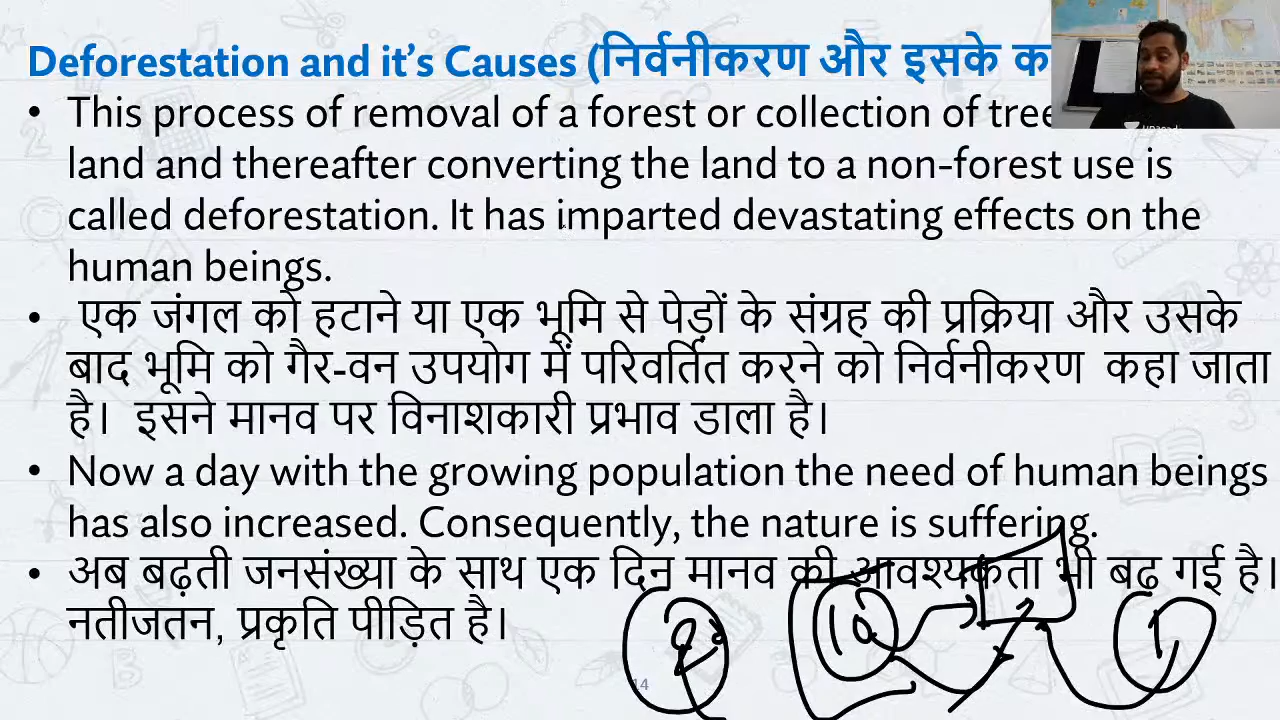 Deforestation and it's Causes (निर्वनीकरण और इसके
• This process of removal of a forest or collection of
land and thereafter converting the land to a non-forest use is
called deforestation. It has imparted devastating effects on the
human beings.
• एक जंगल को हटाने या एक भूमि से पेड़ों के संग्रह की प्रक्रिया और उसके
बाद भूमि को गैर-वन उपयोग में परिवर्तित करने को निर्वनीकरण कहा जाता
है। इसने मानव पर विनाशकारी प्रभाव डाला है।
• Now a day with the growing population the need of human beings
has also increased. Consequently, the nature is suffering.
• अब बढ़ती जनसंख्या के साथ एक दिन मानव की आवश्यकता भी बढ़ गई है।
नतीजतन, प्रकृति पीड़ित है।
10
1
14